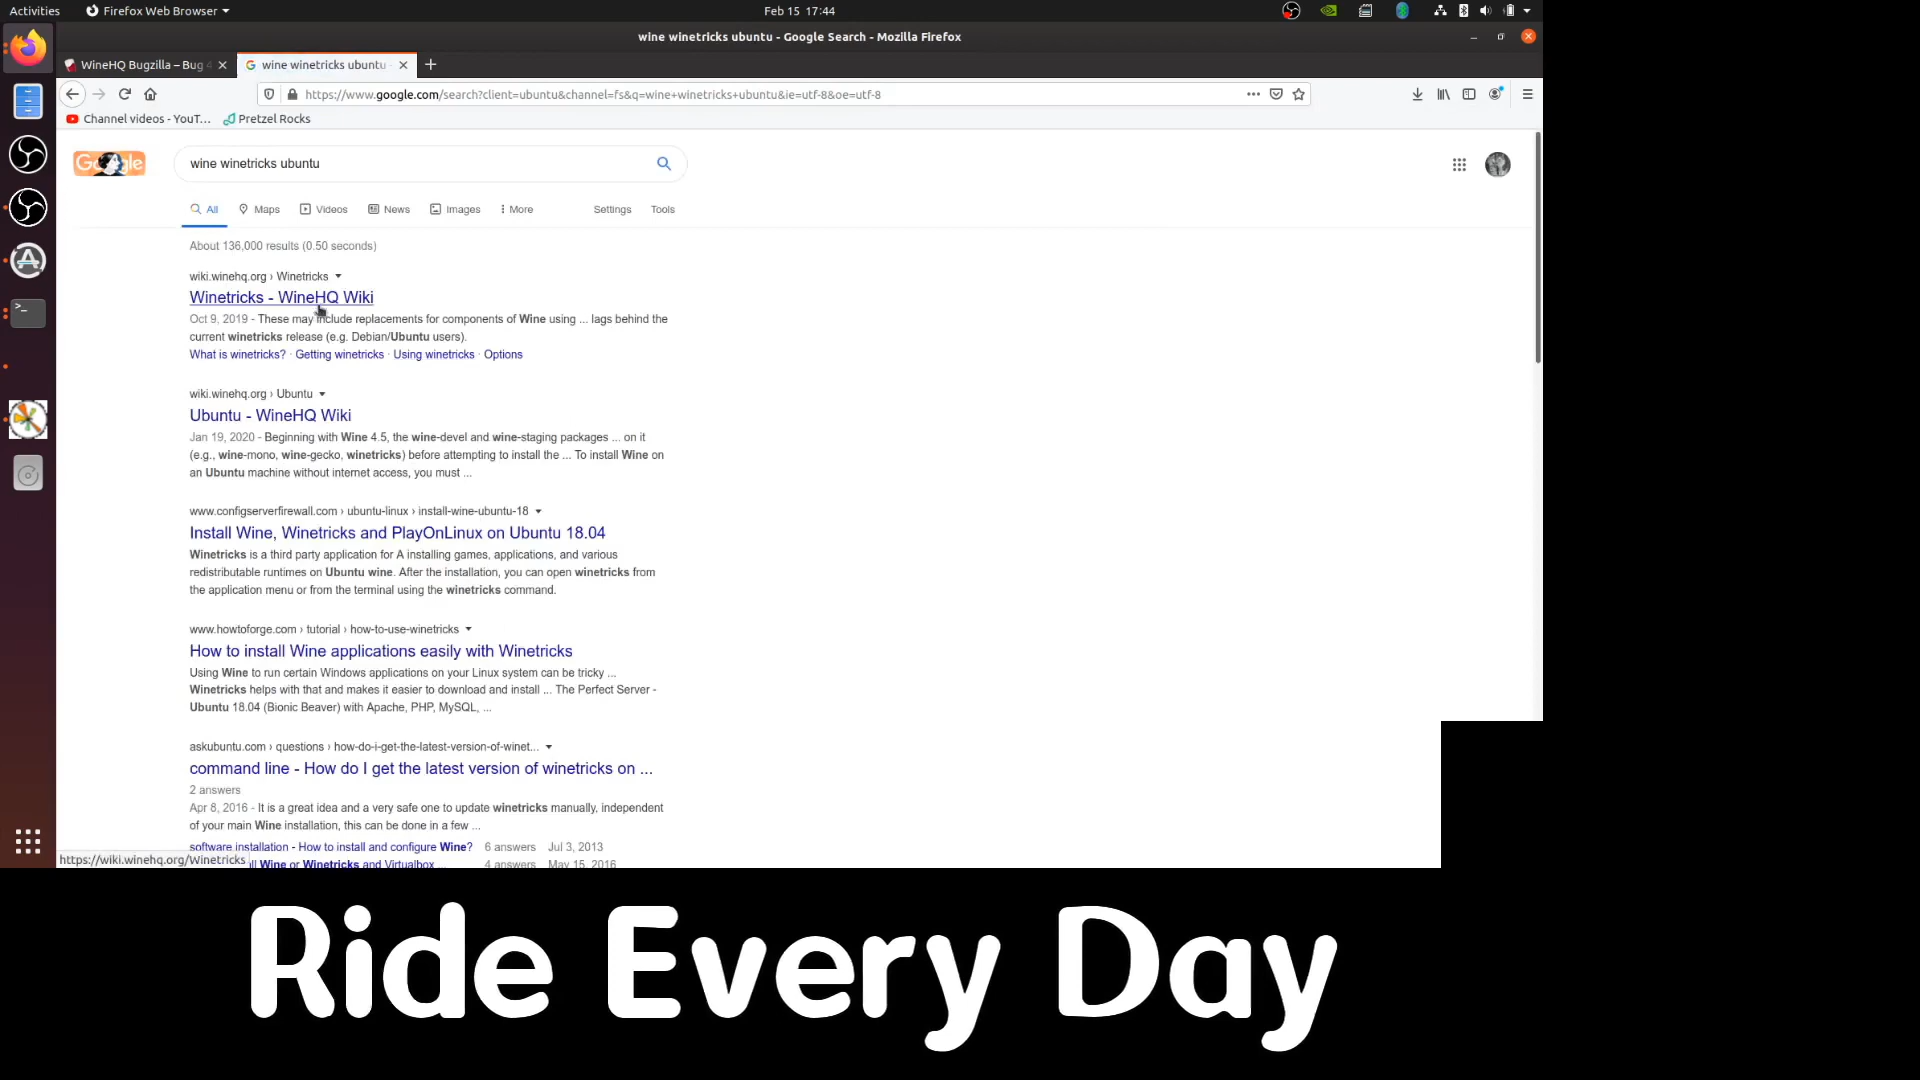 Activities
Firefox Web Browser
Feb 15 17:44
wine winetricks ubuntu - Google Search - Mozilla Firefox
WineHQ Bugzilla – Bug 4
wine winetricks ubuntu -
https://www.google.com/search?client=ubuntu&channel=fs&q=wine+winetricks+ubuntu&ie=utf-8&oe=utf-8
Channel videos - YouT...
Pretzel Rocks
Google
wine winetricks ubuntu
All
Maps
Videos
News
Images
More
Settings
Tools
About 136,000 results (0.50 seconds)
wiki.winehq.org › Winetricks
Winetricks - WineHQ Wiki
Oct 9, 2019 - These may include replacements for components of Wine using ... lags behind the
current winetricks release (e.g. Debian/Ubuntu users).
What is winetricks? · Getting winetricks · Using winetricks · Options
wiki.winehq.org › Ubuntu
Ubuntu - WineHQ Wiki
Jan 19, 2020 - Beginning with Wine 4.5, the wine-devel and wine-staging packages ... on it
(e.g., wine-mono, wine-gecko, winetricks) before attempting to install the ... To install Wine on
an Ubuntu machine without internet access, you must ...
www.configserverfirewall.com › ubuntu-linux › install-wine-ubuntu-18
Install Wine, Winetricks and PlayOnLinux on Ubuntu 18.04
Winetricks is a third party application for A installing games, applications, and various
redistributable runtimes on Ubuntu wine. After the installation, you can open winetricks from
the application menu or from the terminal using the winetricks command.
www.howtoforge.com › tutorial › how-to-use-winetricks
How to install Wine applications easily with Winetricks
Using Wine to run certain Windows applications on your Linux system can be tricky ...
Winetricks helps with that and makes it easier to download and install ... The Perfect Server -
Ubuntu 18.04 (Bionic Beaver) with Apache, PHP, MySQL, ...
askubuntu.com › questions › how-do-i-get-the-latest-version-of-winet...
command line - How do I get the latest version of winetricks on ...
2 answers
Apr 8, 2016 - It is a great idea and a very safe one to update winetricks manually, independent
of your main Wine installation, this can be done in a few ...
software installation - How to install and configure Wine? 6 answers Jul 3, 2013
Wine or Winetricks and Virtualbox ... 4 answers May 15, 2016
https://wiki.winehq.org/Winetricks
Ride Every Day